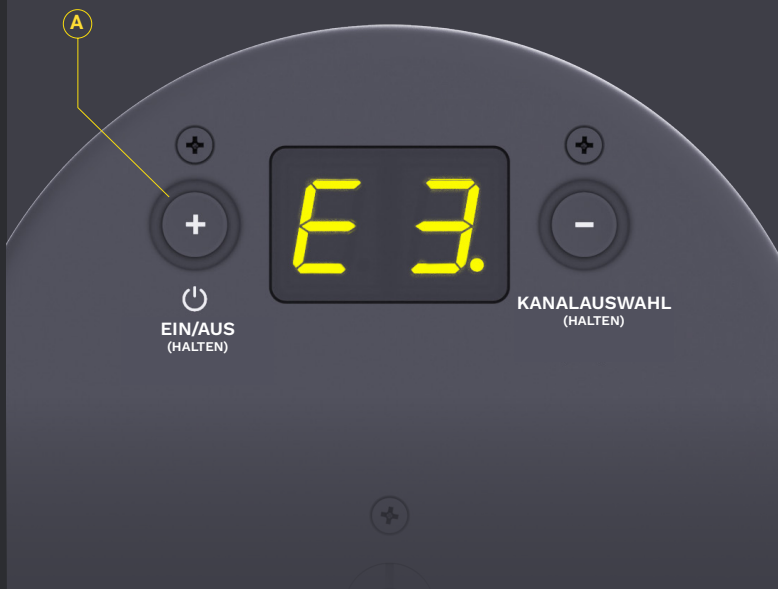 A
+
E 3.
−
EIN/AUS
(HALTEN)
KANALAUSWAHL
(HALTEN)